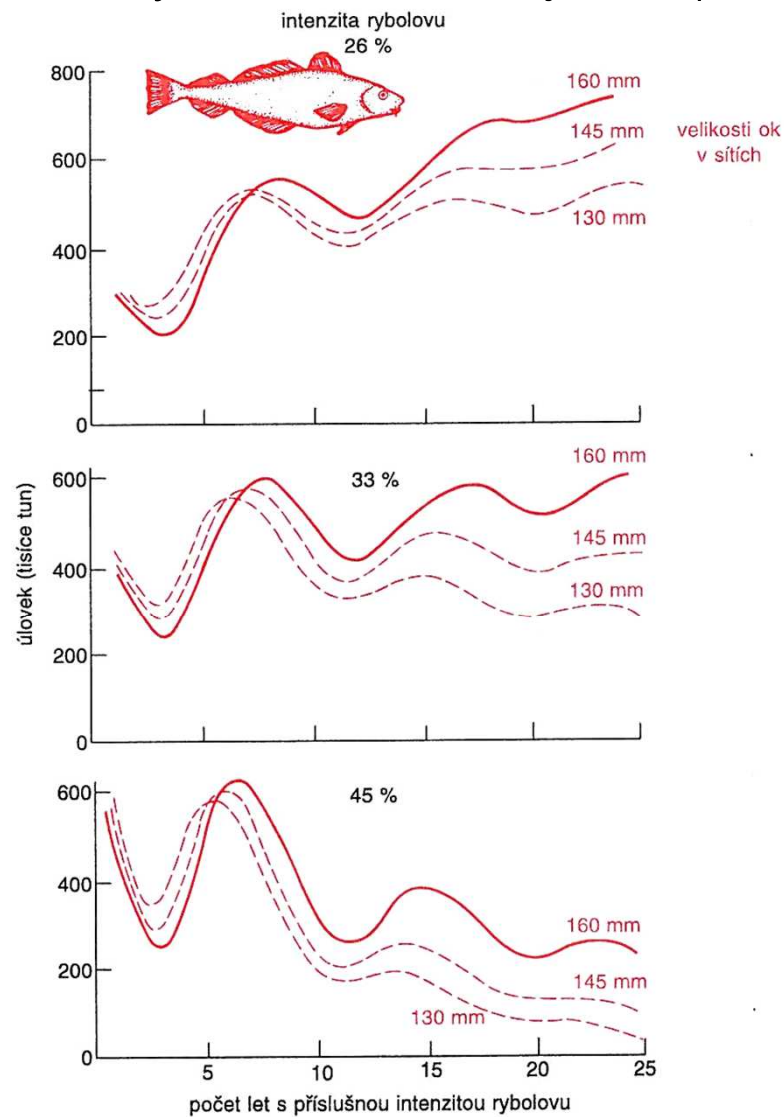 intenzita rybolovu
26 %
800
600
400
200
0
160 mm
145 mm
130 mm
velikosti ok
v sítích
33 %
600
400
200
0
160 mm
145 mm
130 mm
úlovek (tisíce tun)
45 %
600
400
200
0
160 mm
145 mm
130 mm
5
10
15
20
25
počet let s příslušnou intenzitou rybolovu